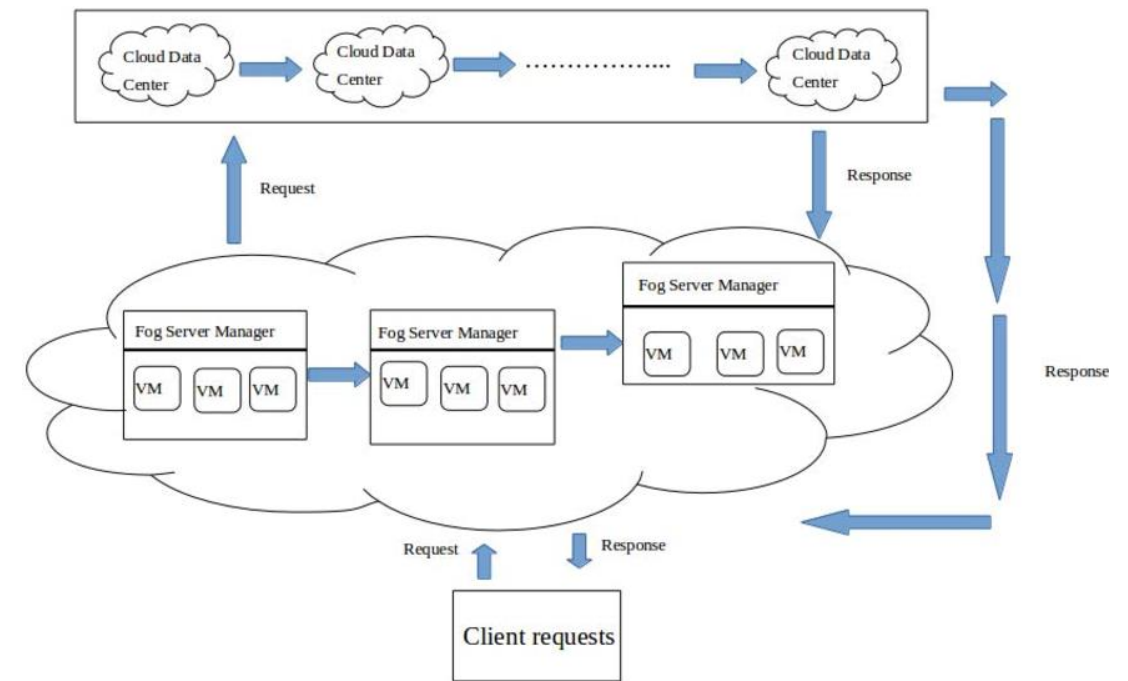 Cloud Data
Center
Cloud Data
Center
................
Cloud Data
Center
Request
Response
Fog Server Manager
VM
VM
VM
Fog Server Manager
VM
VM
VM
Fog Server Manager
VM
VM
VM
Response
Request
Response
Client requests